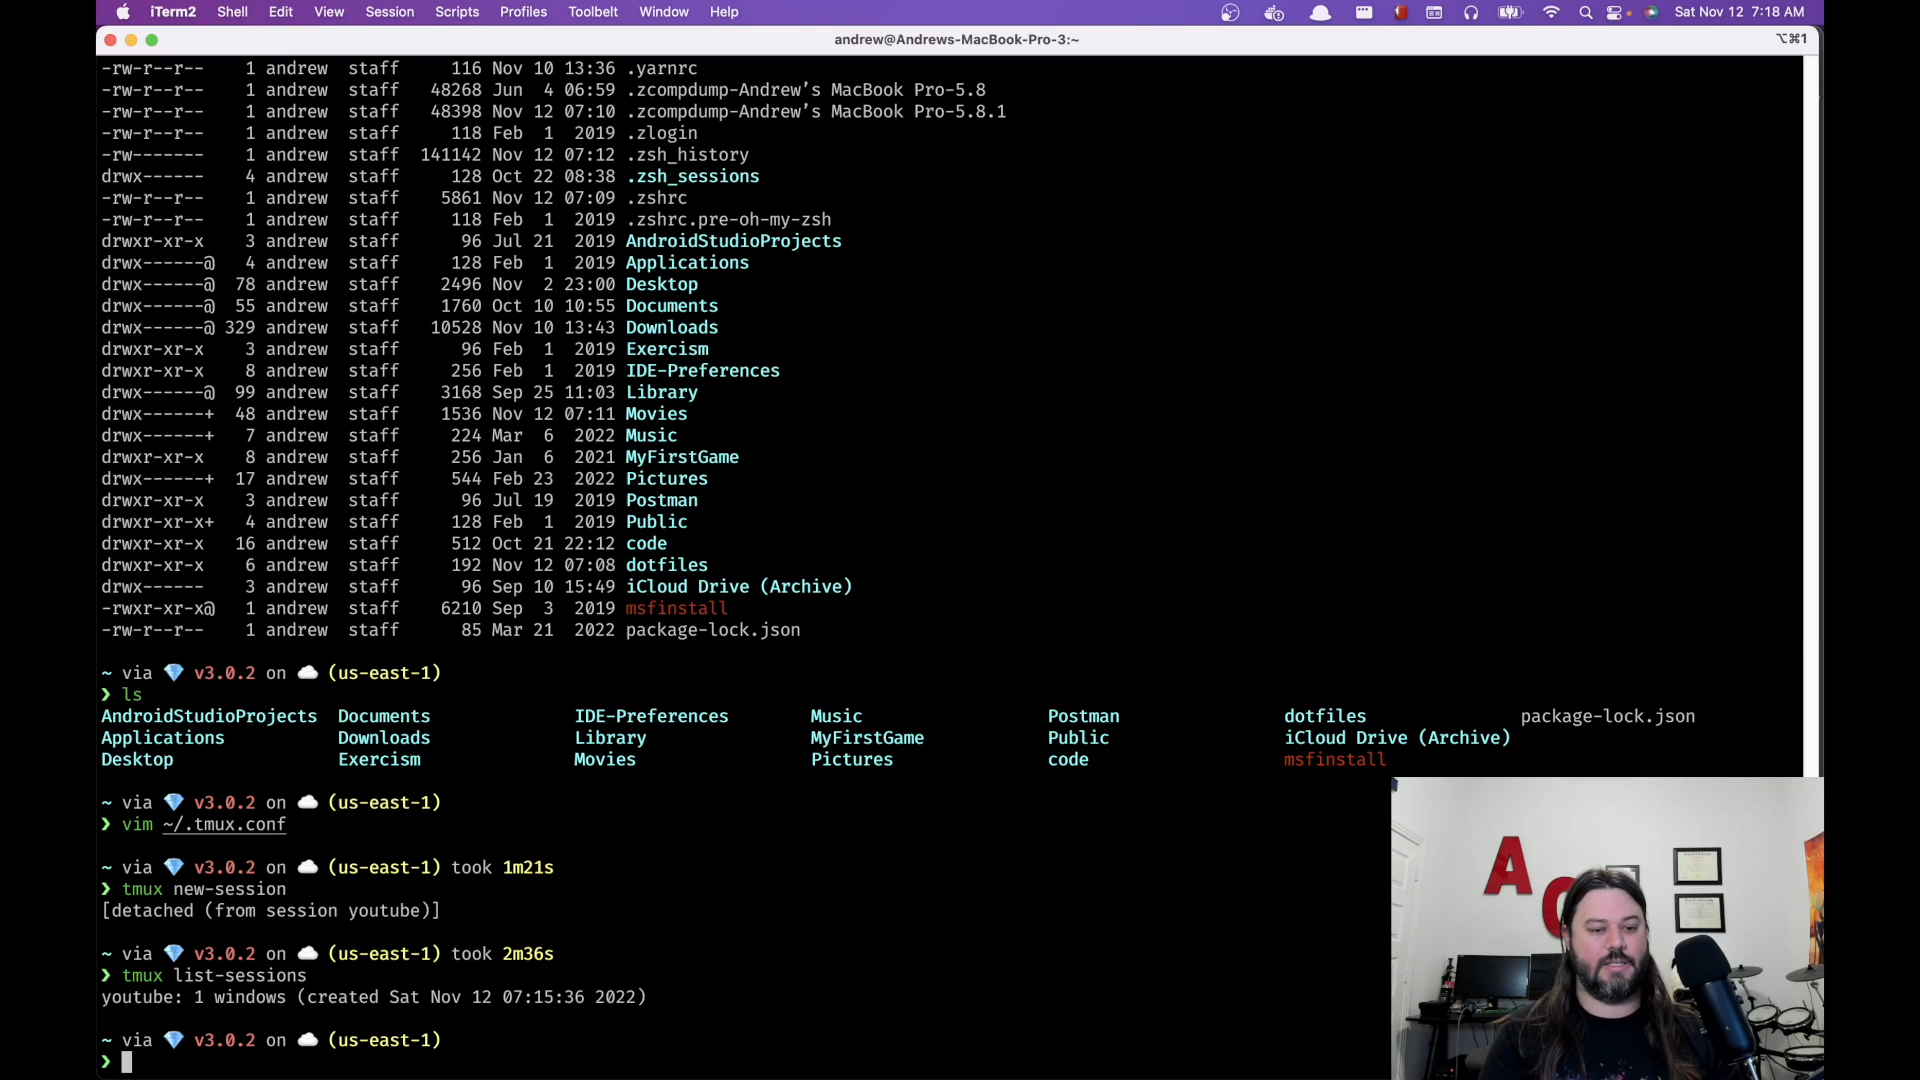 iTerm2 Shell Edit View Session Scripts Profiles Toolbelt Window Help Sat Nov 12 7:18 AM
andrew@Andrews-MacBook-Pro-3:~ ⌥⌘1
-rw-r--r-- 1 andrew staff 116 Nov 10 13:36 .yarnrc
-rw-r--r-- 1 andrew staff 48268 Jun 4 06:59 .zcompdump-Andrew’s MacBook Pro-5.8
-rw-r--r-- 1 andrew staff 48398 Nov 12 07:10 .zcompdump-Andrew’s MacBook Pro-5.8.1
-rw-r--r-- 1 andrew staff 118 Feb 1 2019 .zlogin
-rw------- 1 andrew staff 141142 Nov 12 07:12 .zsh_history
drwx------ 4 andrew staff 128 Oct 22 08:38 .zsh_sessions
-rw-r--r-- 1 andrew staff 5861 Nov 12 07:09 .zshrc
-rw-r--r-- 1 andrew staff 118 Feb 1 2019 .zshrc.pre-oh-my-zsh
drwxr-xr-x 3 andrew staff 96 Jul 21 2019 AndroidStudioProjects
drwx------@ 4 andrew staff 128 Feb 1 2019 Applications
drwx------@ 78 andrew staff 2496 Nov 2 23:00 Desktop
drwx------@ 55 andrew staff 1760 Oct 10 10:55 Documents
drwx------@ 329 andrew staff 10528 Nov 10 13:43 Downloads
drwxr-xr-x 3 andrew staff 96 Feb 1 2019 Exercism
drwxr-xr-x 8 andrew staff 256 Feb 1 2019 IDE-Preferences
drwx------@ 99 andrew staff 3168 Sep 25 11:03 Library
drwx------+ 48 andrew staff 1536 Nov 12 07:11 Movies
drwx------+ 7 andrew staff 224 Mar 6 2022 Music
drwxr-xr-x 8 andrew staff 256 Jan 6 2021 MyFirstGame
drwx------+ 17 andrew staff 544 Feb 23 2022 Pictures
drwxr-xr-x 3 andrew staff 96 Jul 19 2019 Postman
drwxr-xr-x+ 4 andrew staff 128 Feb 1 2019 Public
drwxr-xr-x 16 andrew staff 512 Oct 21 22:12 code
drwxr-xr-x 6 andrew staff 192 Nov 12 07:08 dotfiles
drwx------ 3 andrew staff 96 Sep 10 15:49 iCloud Drive (Archive)
-rwxr-xr-x@ 1 andrew staff 6210 Sep 3 2019 msfinstall
-rw-r--r-- 1 andrew staff 85 Mar 21 2022 package-lock.json
~ via 💎 v3.0.2 on ☁️ (us-east-1)
❯ ls
AndroidStudioProjects Documents IDE-Preferences Music Postman dotfiles package-lock.json
Applications Downloads Library MyFirstGame Public iCloud Drive (Archive)
Desktop Exercism Movies Pictures code msfinstall
~ via 💎 v3.0.2 on ☁️ (us-east-1)
❯ vim ~/.tmux.conf
~ via 💎 v3.0.2 on ☁️ (us-east-1) took 1m21s
❯ tmux new-session
[detached (from session youtube)]
~ via 💎 v3.0.2 on ☁️ (us-east-1) took 2m36s
❯ tmux list-sessions
youtube: 1 windows (created Sat Nov 12 07:15:36 2022)
~ via 💎 v3.0.2 on ☁️ (us-east-1)
❯
A